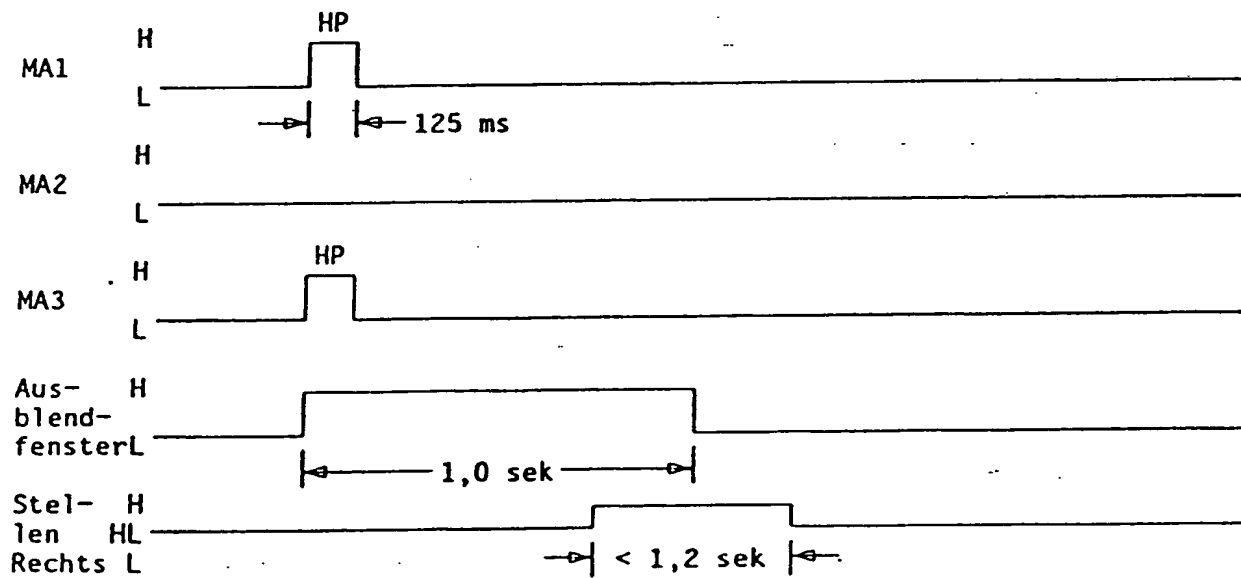 HP
H
MA1
L
125 ms
H
MA2
L
HP
H
MA3
L
Aus- H
blend-
fensterL
1,0 sek
Stel- H
len HL
Rechts L
< 1,2 sek